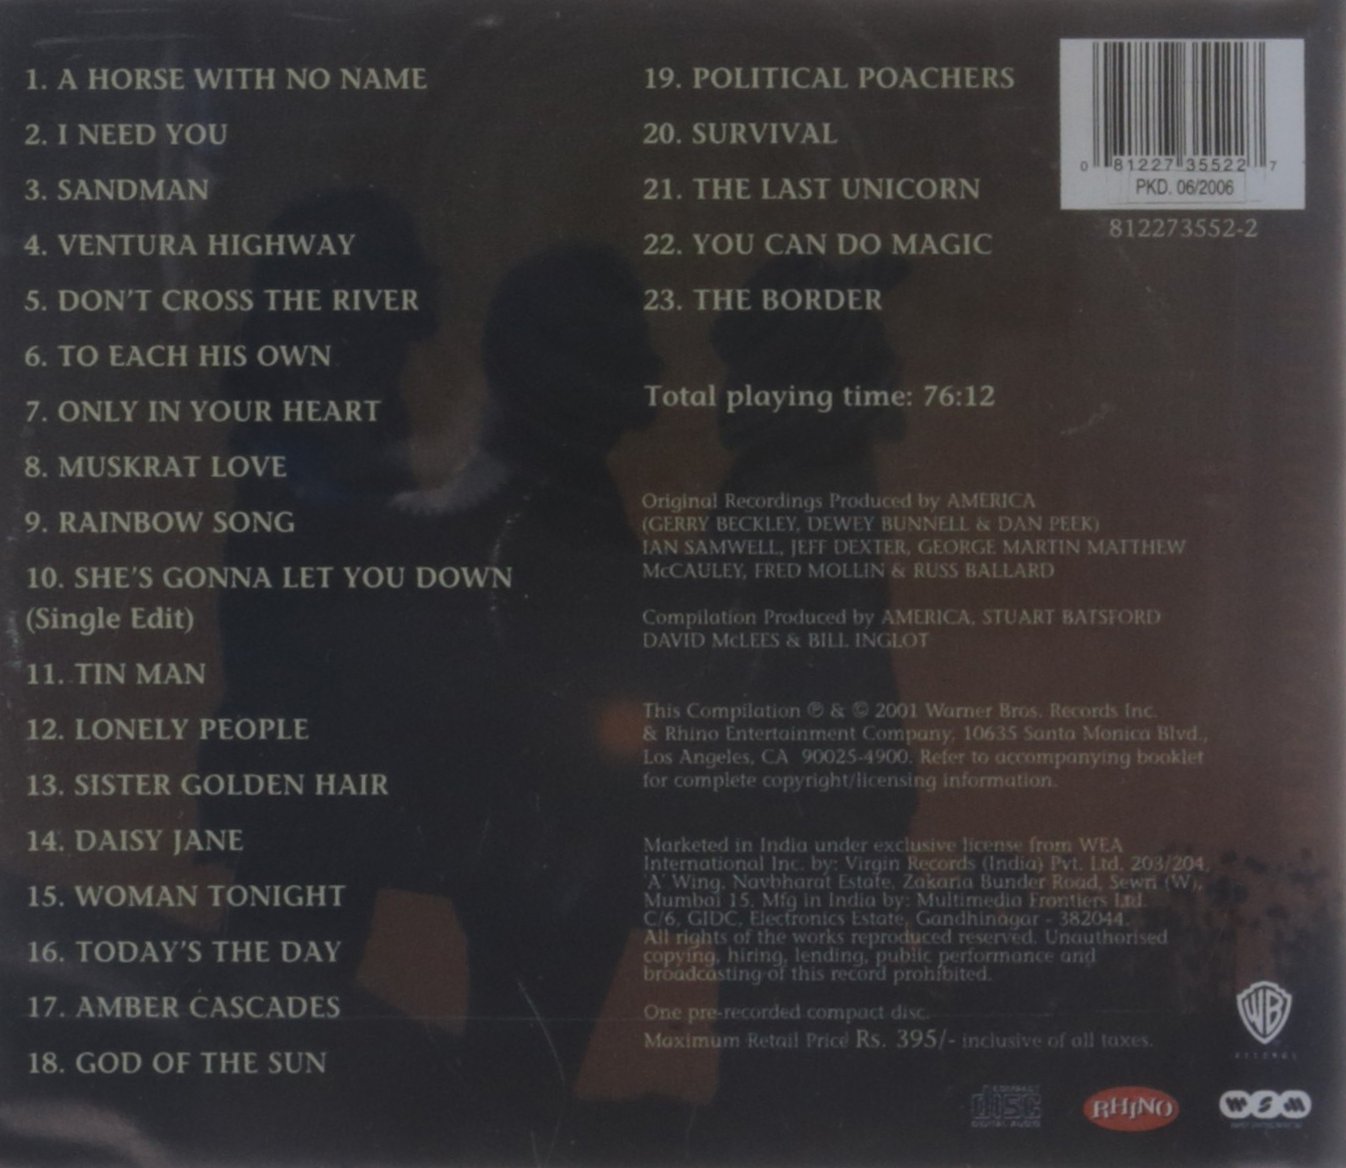 1. A HORSE WITH NO NAME
2. I NEED YOU
3. SANDMAN
4. VENTURA HIGHWAY
5. DON'T CROSS THE RIVER
6. TO EACH HIS OWN
7. ONLY IN YOUR HEART
8. MUSKRAT LOVE
9. RAINBOW SONG
10. SHE'S GONNA LET YOU DOWN
(Single Edit)
11. TIN MAN
12. LONELY PEOPLE
13. SISTER GOLDEN HAIR
14. DAISY JANE
15. WOMAN TONIGHT
16. TODAY'S THE DAY
17. AMBER CASCADES
18. GOD OF THE SUN
19. POLITICAL POACHERS
20. SURVIVAL
21. THE LAST UNICORN
22. YOU CAN DO MAGIC
23. THE BORDER
Total playing time: 76:12
Original Recordings Produced by AMERICA
(GERRY BECKLEY, DEWEY BUNNELL & DAN PEEK)
IAN SAMWELL, JEFF DEXTER, GEORGE MARTIN MATTHEW
McCAULEY, FRED MOLLIN & RUSS BALLARD
Compilation Produced by AMERICA, STUART BATSFORD
DAVID McLEES & BILL INGLOT
This Compilation ℗ & © 2001 Warner Bros. Records Inc.
& Rhino Entertainment Company, 10635 Santa Monica Blvd.,
Los Angeles, CA 90025-4900. Refer to accompanying booklet
for complete copyright/licensing information.
Marketed in India under exclusive license from WEA
International Inc. by: Virgin Records (India) Pvt. Ltd. 203/204,
'A' Wing, Navbharat Estate, Zakaria Bunder Road, Sewri (W),
Mumbai 15. Mfg in India by: Multimedia Frontiers Ltd.
C/6, GIDC, Electronics Estate, Gandhinagar - 382044.
All rights of the works reproduced reserved. Unauthorised
copying, hiring, lending, public performance and
broadcasting of this record prohibited.
One pre-recorded compact disc.
Maximum Retail Price Rs. 395/- inclusive of all taxes.
0 81227 35522 7
PKD. 06/2006
812273552-2
WB
RECORDS
COMPACT
DISC
DIGITAL AUDIO
RHINO
WSM